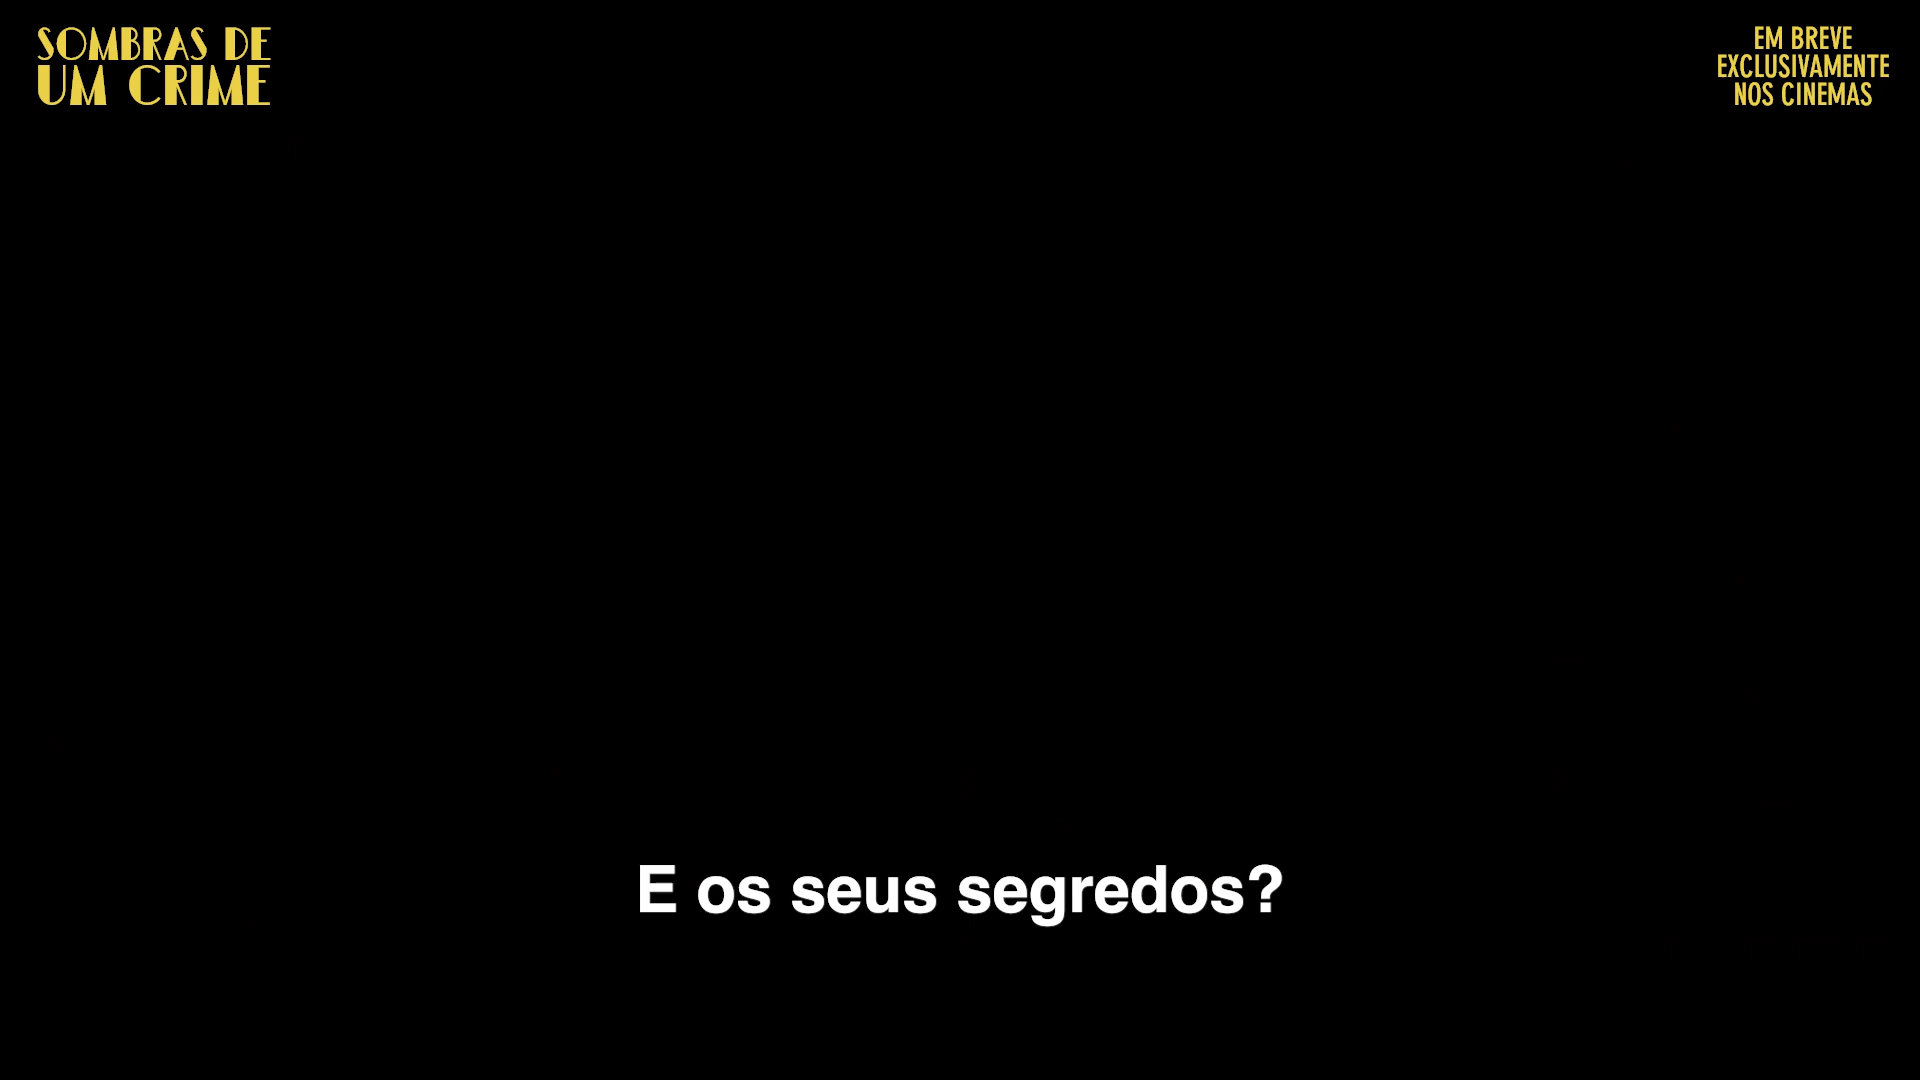 SOMBRAS DE
UM CRIME
EM BREVE
EXCLUSIVAMENTE
NOS CINEMAS
E os seus segredos?